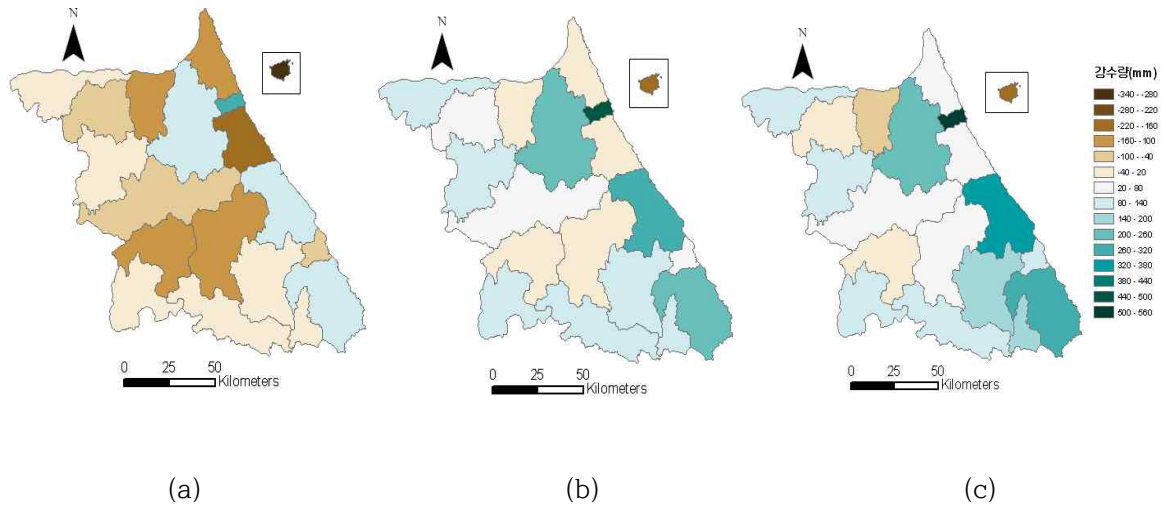 N
N
N
강수량(mm)
-340 - -280
-280 - -220
-220 - -160
-160 - -100
-100 - -40
-40 - 20
20 - 80
80 - 140
140 - 200
200 - 260
260 - 320
320 - 380
380 - 440
440 - 500
500 - 560
0 25 50
Kilometers
0 25 50
Kilometers
0 25 50
Kilometers
(a)
(b)
(c)